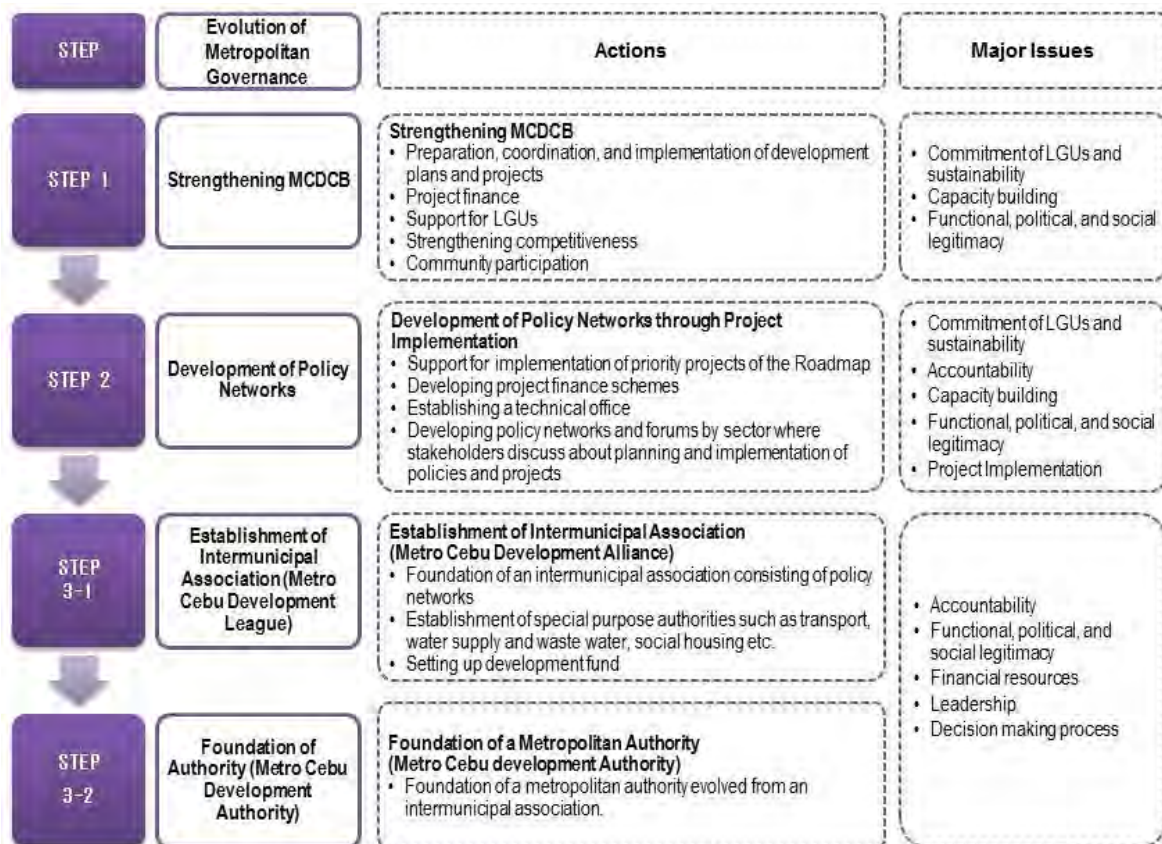 STEP
Evolution of
Metropolitan
Governance
Actions
Major Issues
STEP 1
Strengthening MCDCB
Strengthening MCDCB
• Preparation, coordination, and implementation of development
plans and projects
• Project finance
• Support for LGUs
• Strengthening competitiveness
• Community participation
• Commitment of LGUs and
sustainability
• Capacity building
• Functional, political, and social
legitimacy
STEP 2
Development of Policy
Networks
Development of Policy Networks through Project
Implementation
• Support for implementation of priority projects of the Roadmap
• Developing project finance schemes
• Establishing a technical office
• Developing policy networks and forums by sector where
stakeholders discuss about planning and implementation of
policies and projects
• Commitment of LGUs and
sustainability
• Accountability
• Capacity building
• Functional, political, and social
legitimacy
• Project Implementation
STEP
3-1
Establishment of
Intermunicipal
Association (Metro
Cebu Development
League)
Establishment of Intermunicipal Association
(Metro Cebu Development Alliance)
• Foundation of an intermunicipal association consisting of policy
networks
• Establishment of special purpose authorities such as transport,
water supply and waste water, social housing etc.
• Setting up development fund
• Accountability
• Functional, political, and
social legitimacy
• Financial resources
• Leadership
• Decision making process
STEP
3-2
Foundation of
Authority (Metro Cebu
Development
Authority)
Foundation of a Metropolitan Authority
(Metro Cebu development Authority)
• Foundation of a metropolitan authority evolved from an
intermunicipal association.